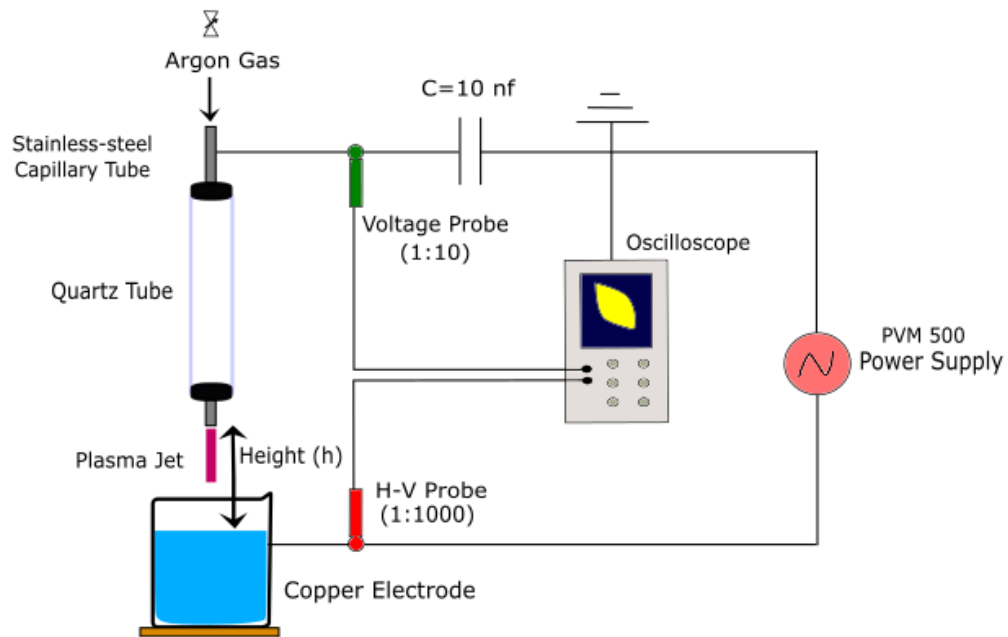 Argon Gas
C=10 nf
Stainless-steel
Capillary Tube
Voltage Probe
(1:10)
Oscilloscope
Quartz Tube
PVM 500
Power Supply
Plasma Jet
Height (h)
H-V Probe
(1:1000)
Copper Electrode